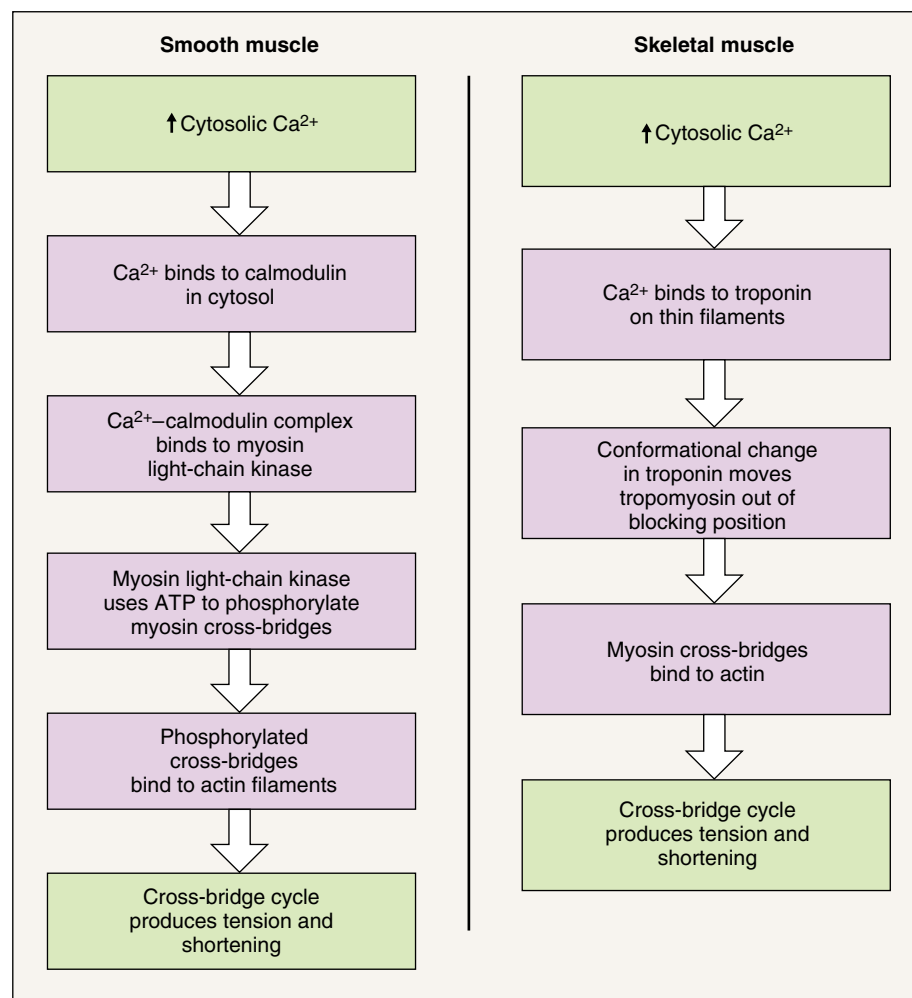 Smooth muscle
↑Cytosolic Ca²⁺
Ca²⁺ binds to calmodulin
in cytosol
Ca²⁺–calmodulin complex
binds to myosin
light-chain kinase
Myosin light-chain kinase
uses ATP to phosphorylate
myosin cross-bridges
Phosphorylated
cross-bridges
bind to actin filaments
Cross-bridge cycle
produces tension and
shortening
Skeletal muscle
↑Cytosolic Ca²⁺
Ca²⁺ binds to troponin
on thin filaments
Conformational change
in troponin moves
tropomyosin out of
blocking position
Myosin cross-bridges
bind to actin
Cross-bridge cycle
produces tension and
shortening